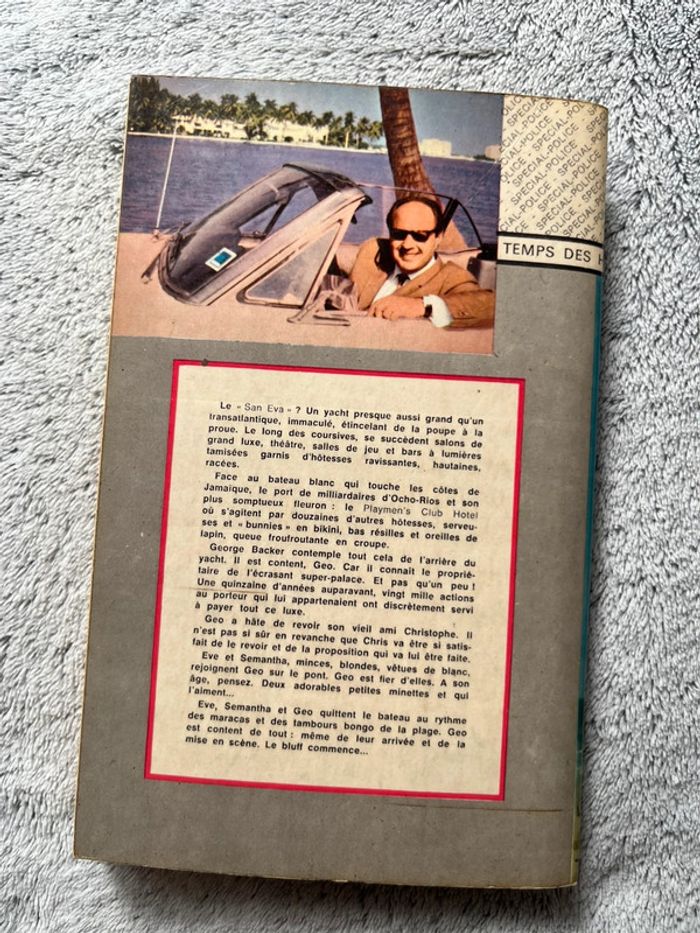 POLICE SPECIAL-POLICE
SPECIAL-POLICE
SPECIAL-POLICE
SPECIAL-POLICE
TEMPS DES
Le « San Eva » ? Un yacht presque aussi grand qu'un
transatlantique, immaculé, étincelant de la poupe à la
proue. Le long des coursives, se succèdent salons de
grand luxe, théâtre, salles de jeu et bars à lumières
tamisées garnis d'hôtesses ravissantes, hautaines,
racées.
Face au bateau blanc qui touche les côtes de
Jamaïque, le port de milliardaires d'Ocho-Rios et son
plus somptueux fleuron : le Playmen's Club Hotel
où s'agitent par douzaines d'autres hôtesses, serveu-
ses et « bunnies » en bikini, bas résilles et oreilles de
lapin, queue froufroutante en croupe.
George Backer contemple tout cela de l'arrière du
yacht. Il est content, Geo. Car il connaît le proprié-
taire de l'écrasant super-palace. Et pas qu'un peu !
Une quinzaine d'années auparavant, vingt mille actions
au porteur qui lui appartenaient ont discrètement servi
à payer tout ce luxe.
Geo a hâte de revoir son vieil ami Christophe. Il
n'est pas si sûr en revanche que Chris va être si satis-
fait de le revoir et de la proposition qui va lui être faite.
Eve et Semantha, minces, blondes, vêtues de blanc,
rejoignent Geo sur le pont. Geo est fier d'elles. A son
âge, pensez. Deux adorables petites minettes et qui
l'aiment...
Eve, Semantha et Geo quittent le bateau au rythme
des maracas et des tambours bongo de la plage. Geo
est content de tout : même de leur arrivée et de la
mise en scène. Le bluff commence...